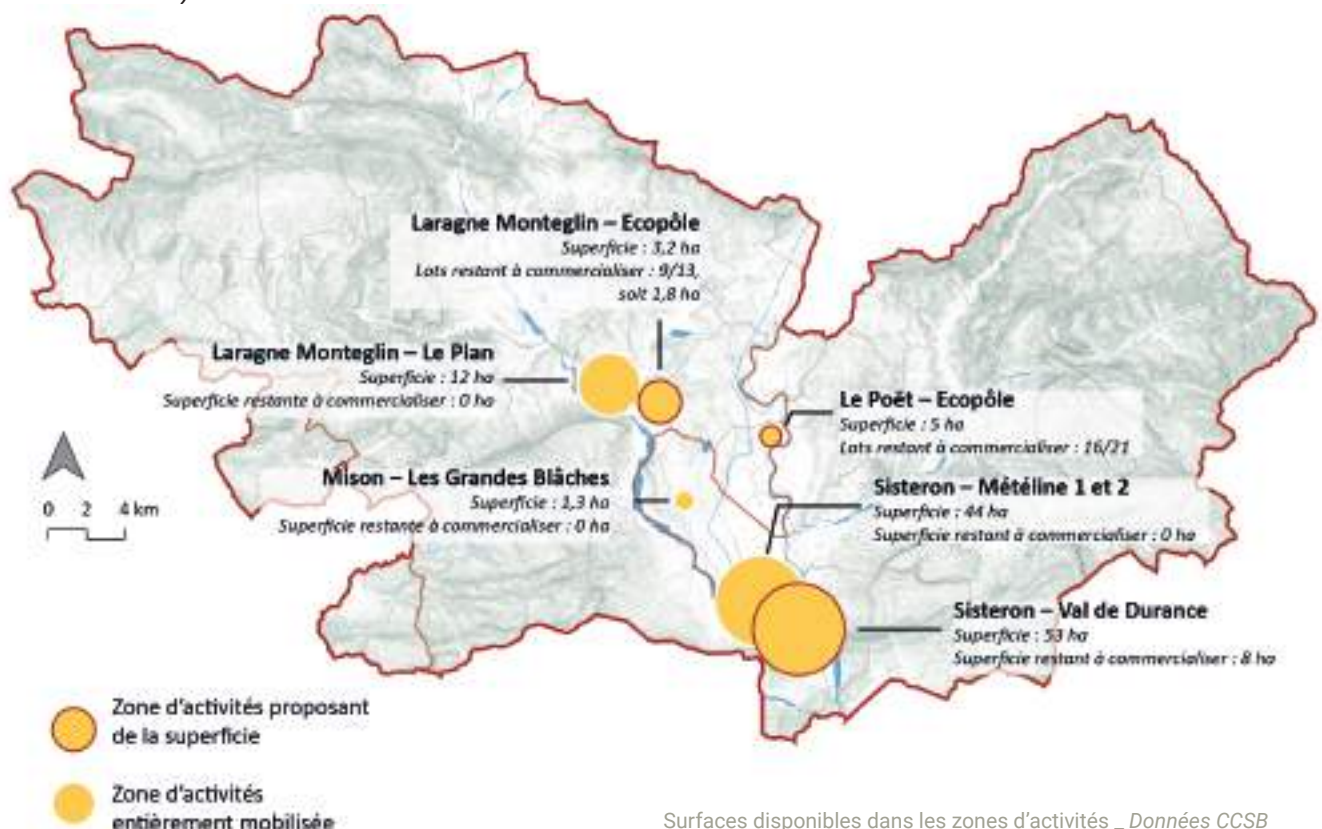 Laragne Monteglin – Ecopôle
Superficie : 3,2 ha
Lots restant à commercialiser : 9/13,
soit 1,8 ha
Laragne Monteglin – Le Plan
Superficie : 12 ha
Superficie restante à commercialiser : 0 ha
Le Poët – Ecopôle
Superficie : 5 ha
Lots restant à commercialiser : 16/21
Mison – Les Grandes Blâches
Superficie : 1,3 ha
Superficie restante à commercialiser : 0 ha
Sisteron – Météline 1 et 2
Superficie : 44 ha
Superficie restant à commercialiser : 0 ha
0 2 4 km
Sisteron – Val de Durance
Superficie : 53 ha
Superficie restant à commercialiser : 8 ha
Zone d'activités proposant
de la superficie
Zone d'activités
entièrement mobilisée
Surfaces disponibles dans les zones d'activités _ Données CCSB